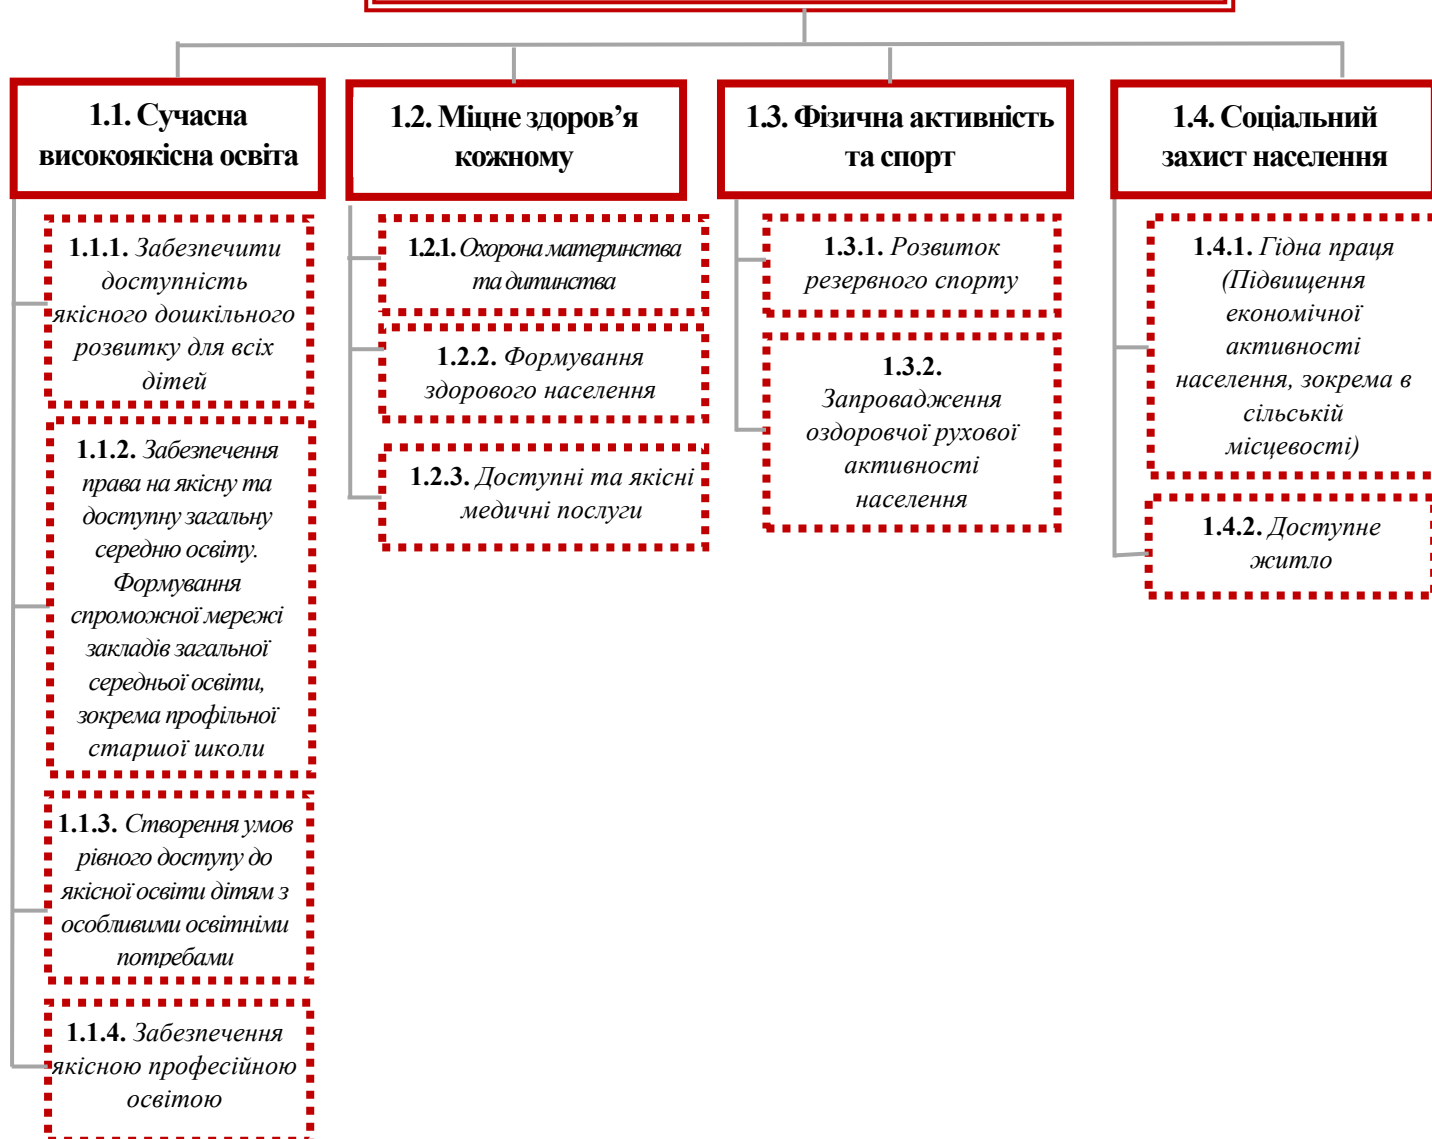 1.1. Сучасна
високоякісна освіта
1.1.1. Забезпечити
доступність
якісного дошкільного
розвитку для всіх
дітей
1.1.2. Забезпечення
права на якісну та
доступну загальну
середню освіту.
Формування
спроможної мережі
закладів загальної
середньої освіти,
зокрема профільної
старшої школи
1.1.3. Створення умов
рівного доступу до
якісної освіти дітям з
особливими освітніми
потребами
1.1.4. Забезпечення
якісною професійною
освітою
1.2. Міцне здоров’я
кожному
1.2.1. Охорона материнства
та дитинства
1.2.2. Формування
здорового населення
1.2.3. Доступні та якісні
медичні послуги
1.3. Фізична активність
та спорт
1.3.1. Розвиток
резервного спорту
1.3.2.
Запровадження
оздоровчої рухової
активності
населення
1.4. Соціальний
захист населення
1.4.1. Гідна праця
(Підвищення
економічної
активності
населення, зокрема в
сільській
місцевості)
1.4.2. Доступне
житло